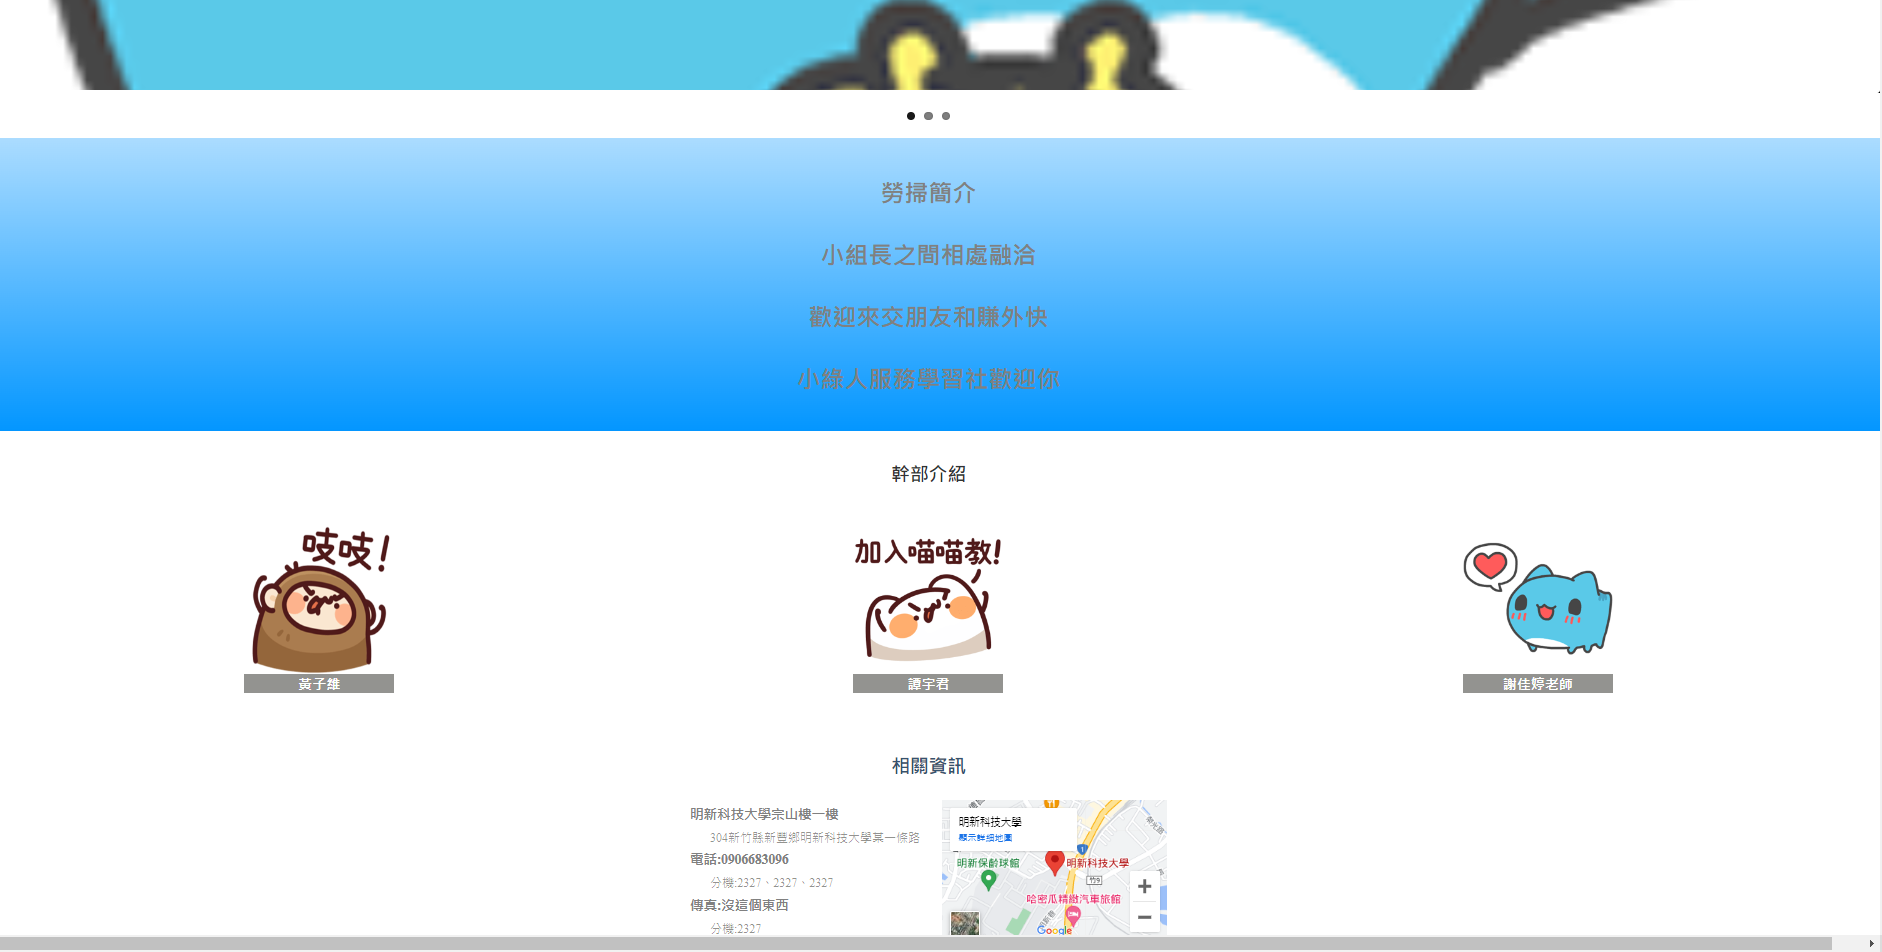 勞掃簡介
小組長之間相處融洽
歡迎來交朋友和賺外快
小綠人服務學習社歡迎你
幹部介紹
吱吱!
加入喵喵教!
黃子維
譚宇君
謝佳婷老師
相關資訊
明新科技大學宗山樓一樓
304新竹縣新豐鄉明新科技大學某一條路
電話:0906683096
分機:2327、2327、2327
傳真:沒這個東西
分機:2327
明新科技大學
顯示詳細地圖
明新保齡球館
明新科技大學
竹9
哈密瓜精緻汽車旅館
Google